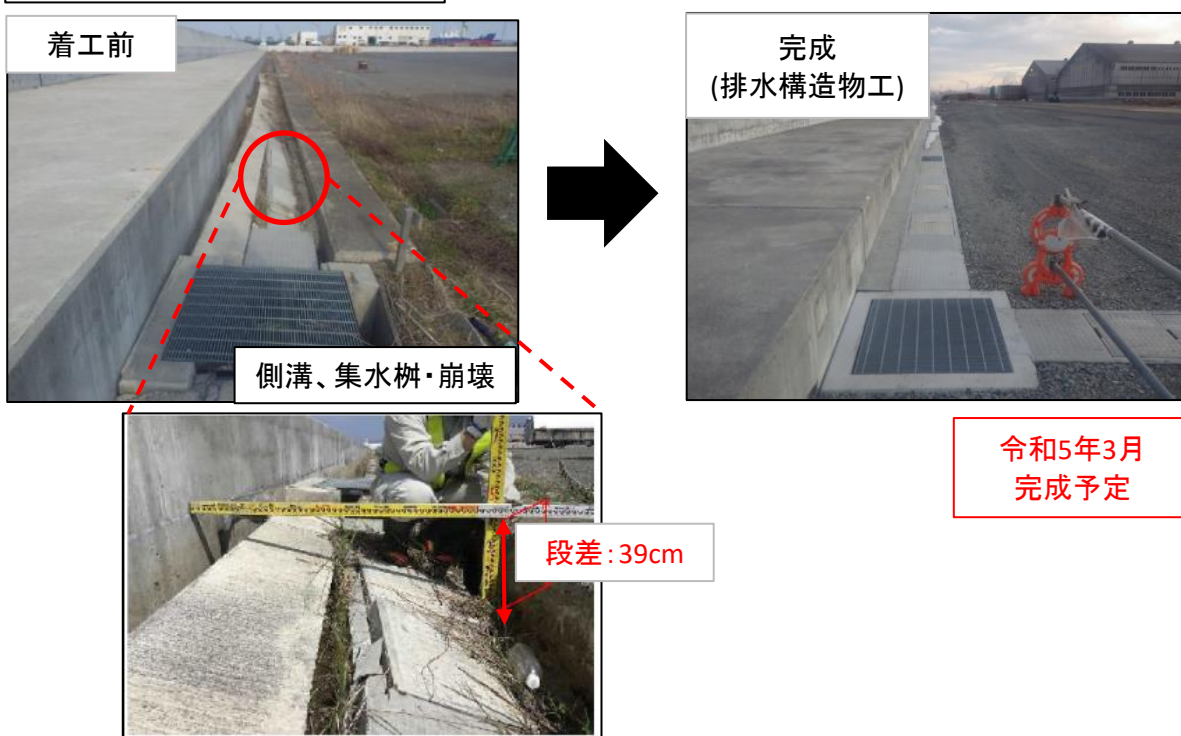 着工前
完成
(排水構造物工)
側溝、集水桝・崩壊
段差：39cm
令和5年3月
完成予定